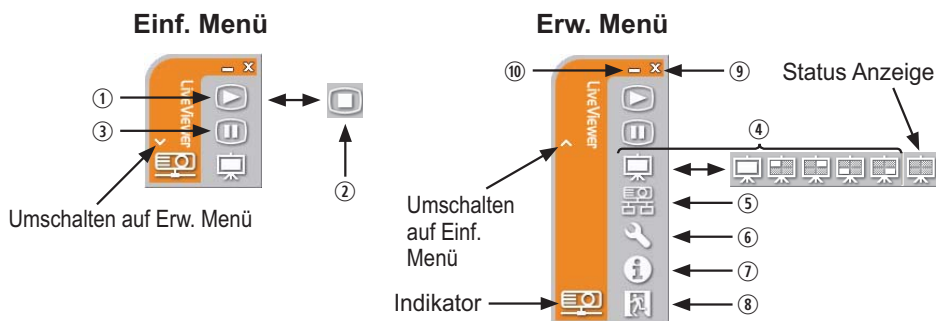 Einf. Menü
LiveViewer
①
③
②
Umschalten auf Erw. Menü
Erw. Menü
⑩
⑨
Status Anzeige
LiveViewer
④
Umschalten
auf Einf.
Menü
⑤
⑥
⑦
Indikator
⑧